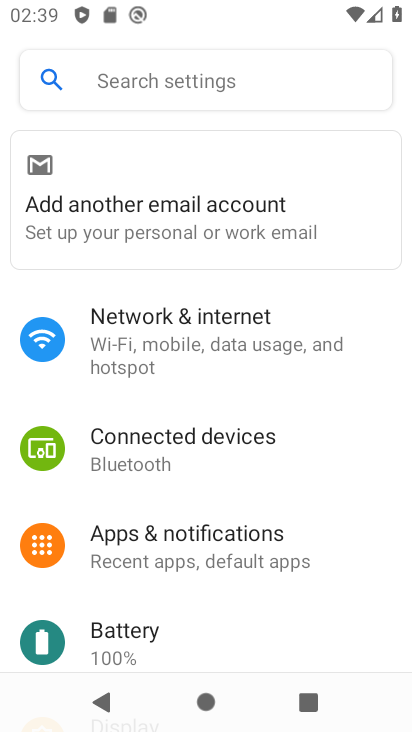 02:39
Search settings
Add another email account
Set up your personal or work email
Network & internet
Wi-Fi, mobile, data usage, and
hotspot
Connected devices
Bluetooth
Apps & notifications
Recent apps, default apps
Battery
100%
Display